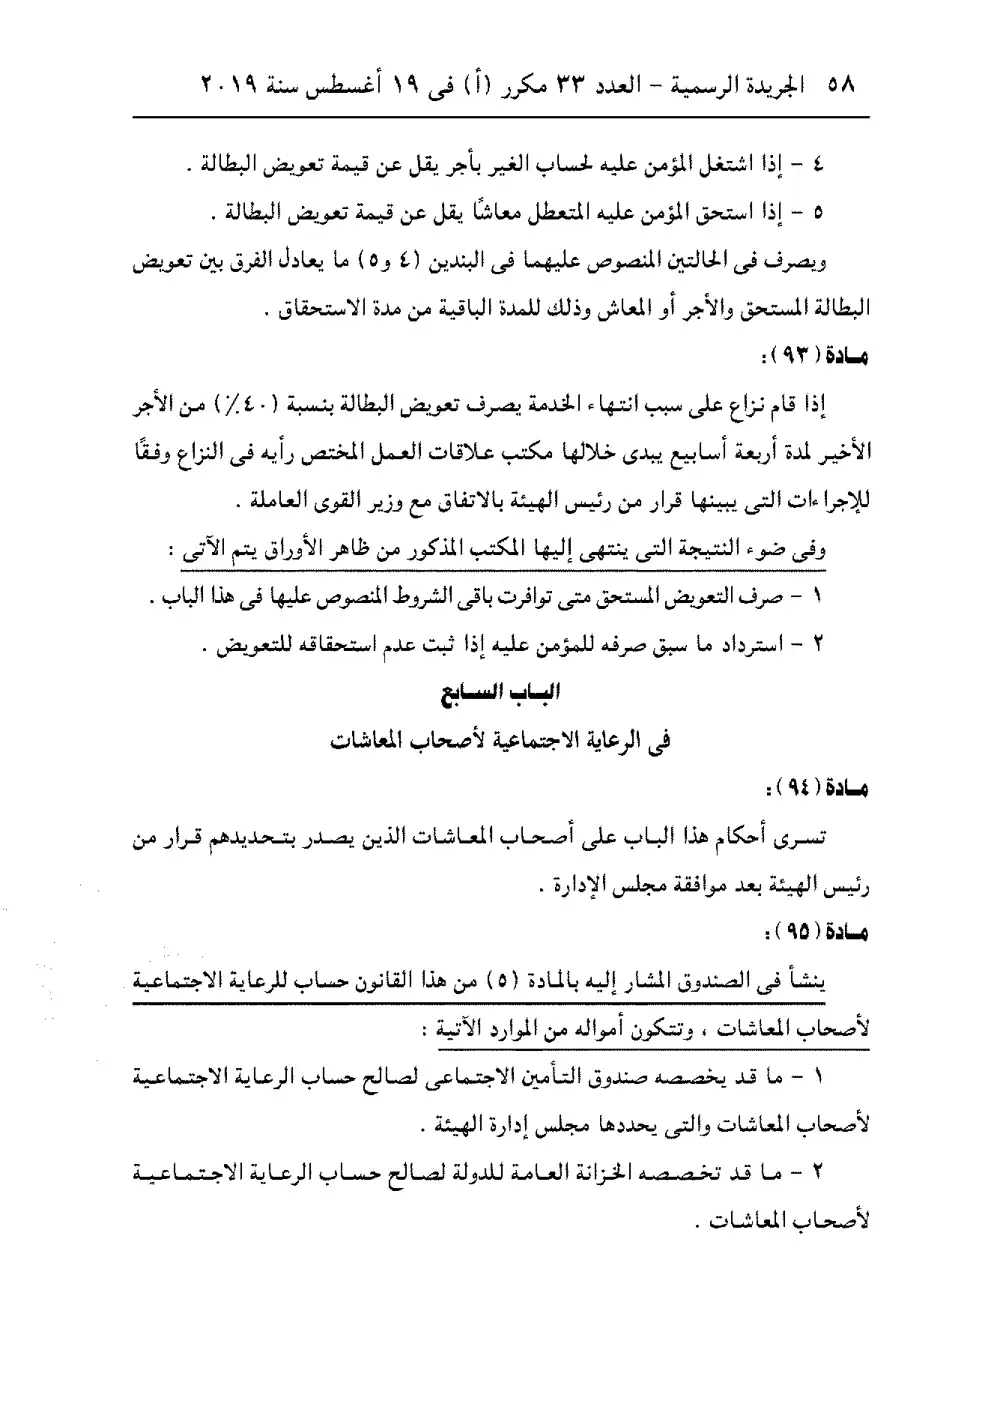 ٥٨ الجريدة الرسمية – العدد ٣٣ مكرر (أ) فى ١٩ أغسطس سنة ٢٠١٩
٤ – إذا اشتغل المؤمن عليه لحساب الغير بأجر يقل عن قيمة تعويض البطالة .
٥ – إذا استحق المؤمن عليه المتعطل معاشًا يقل عن قيمة تعويض البطالة .
ويصرف فى الحالتين المنصوص عليهما فى البندين (٤ و٥) ما يعادل الفرق بين تعويض
البطالة المستحق والأجر أو المعاش وذلك للمدة الباقية من مدة الاستحقاق .
مـادة (٩٣):
إذا قام نزاع على سبب انتهاء الخدمة يصرف تعويض البطالة بنسبة (٤٠٪) من الأجر
الأخير لمدة أربعة أسابيع يبدى خلالها مكتب علاقات العمل المختص رأيه فى النزاع وفقًا
للإجراءات التى يبينها قرار من رئيس الهيئة بالاتفاق مع وزير القوى العاملة .
وفى ضوء النتيجة التى ينتهى إليها المكتب المذكور من ظاهر الأوراق يتم الآتى :
١ – صرف التعويض المستحق متى توافرت باقى الشروط المنصوص عليها فى هذا الباب .
٢ – استرداد ما سبق صرفه للمؤمن عليه إذا ثبت عدم استحقاقه للتعويض .
الباب السابع
فى الرعاية الاجتماعية لأصحاب المعاشات
مـادة (٩٤):
تسرى أحكام هذا الباب على أصحاب المعاشات الذين يصدر بتحديدهم قرار من
رئيس الهيئة بعد موافقة مجلس الإدارة .
مـادة (٩٥):
ينشأ فى الصندوق المشار إليه بالمادة (٥) من هذا القانون حساب للرعاية الاجتماعية
لأصحاب المعاشات ، وتتكون أمواله من الموارد الآتية :
١ – ما قد يخصصه صندوق التأمين الاجتماعى لصالح حساب الرعاية الاجتماعية
لأصحاب المعاشات والتى يحددها مجلس إدارة الهيئة .
٢ – ما قد تخصصه الخزانة العامة للدولة لصالح حساب الرعاية الاجتماعية
لأصحاب المعاشات .